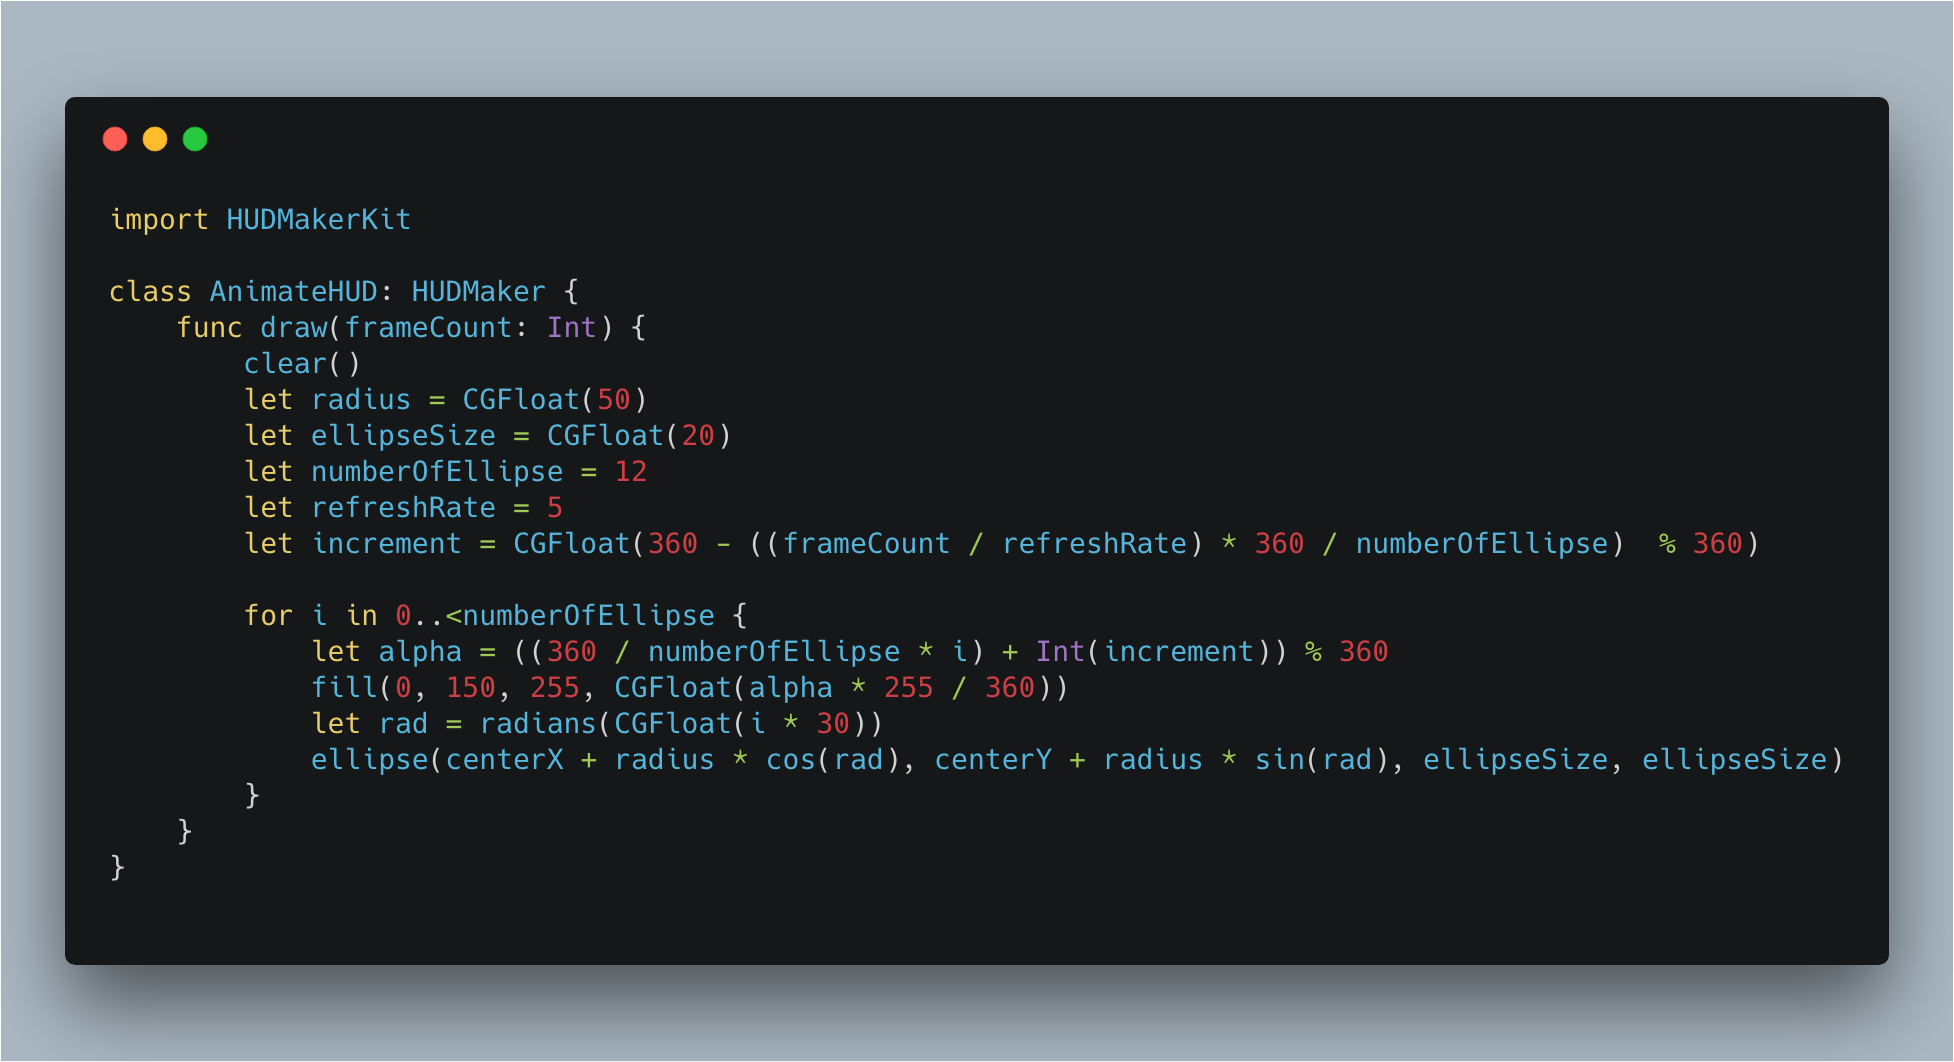 import HUDMakerKit
class AnimateHUD: HUDMaker {
    func draw(frameCount: Int) {
        clear()
        let radius = CGFloat(50)
        let ellipseSize = CGFloat(20)
        let numberOfEllipse = 12
        let refreshRate = 5
        let increment = CGFloat(360 - ((frameCount / refreshRate) * 360 / numberOfEllipse)  % 360)
        for i in 0..<numberOfEllipse {
            let alpha = ((360 / numberOfEllipse * i) + Int(increment)) % 360
            fill(0, 150, 255, CGFloat(alpha * 255 / 360))
            let rad = radians(CGFloat(i * 30))
            ellipse(centerX + radius * cos(rad), centerY + radius * sin(rad), ellipseSize, ellipseSize)
        }
    }
}